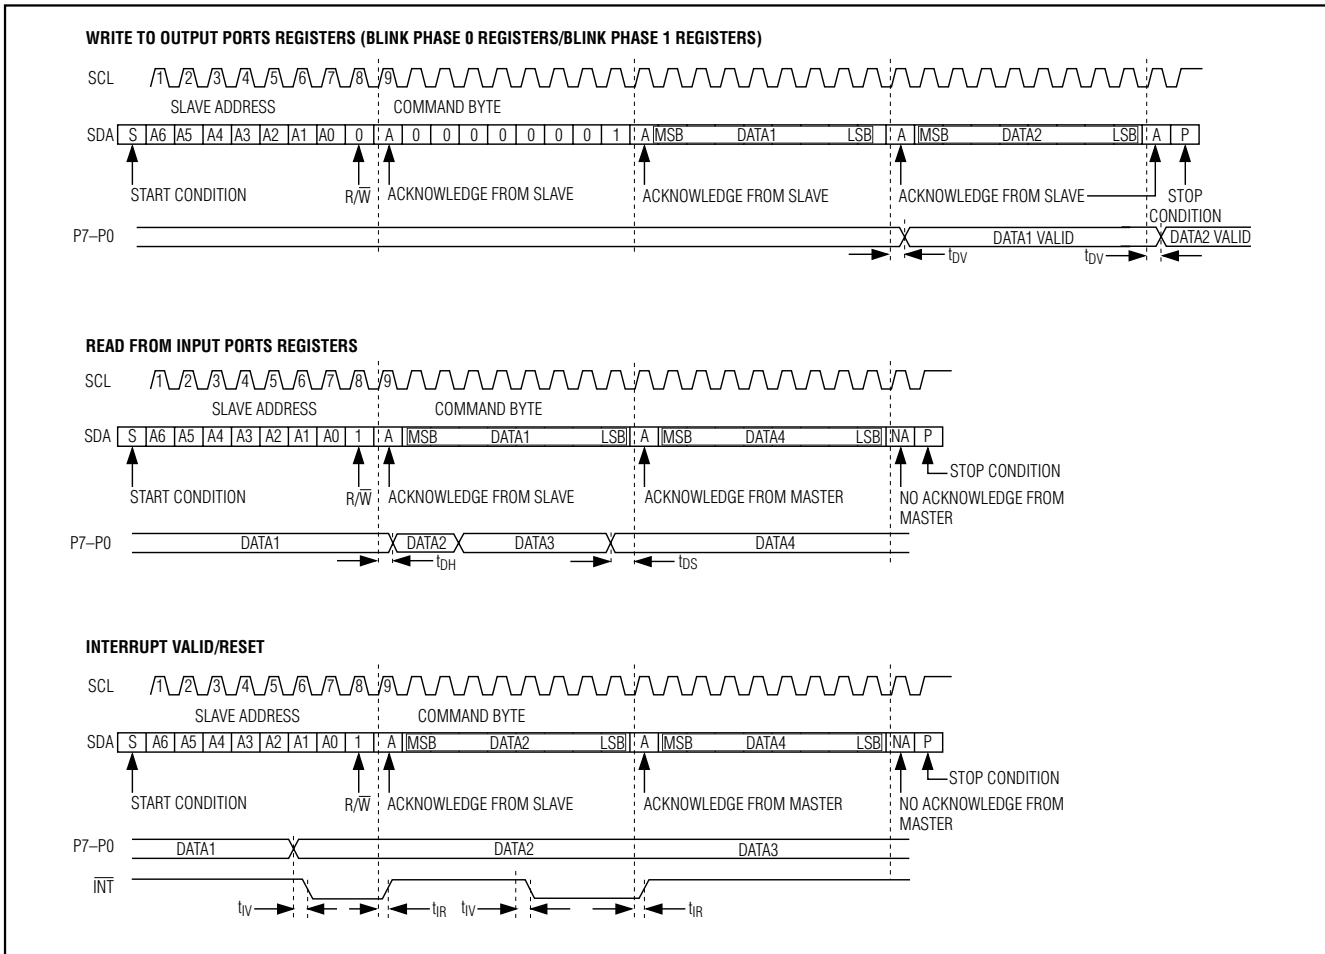 WRITE TO OUTPUT PORTS REGISTERS (BLINK PHASE 0 REGISTERS/BLINK PHASE 1 REGISTERS)
SCL 1 2 3 4 5 6 7 8 9
SLAVE ADDRESS COMMAND BYTE
SDA S A6 A5 A4 A3 A2 A1 A0 0 A 0 0 0 0 0 0 0 1 A MSB DATA1 LSB A MSB DATA2 LSB A P
START CONDITION R/W̅ ACKNOWLEDGE FROM SLAVE ACKNOWLEDGE FROM SLAVE ACKNOWLEDGE FROM SLAVE STOP
CONDITION
P7–P0 DATA1 VALID DATA2 VALID
tDV tDV
READ FROM INPUT PORTS REGISTERS
SCL 1 2 3 4 5 6 7 8 9
SLAVE ADDRESS COMMAND BYTE
SDA S A6 A5 A4 A3 A2 A1 A0 1 A MSB DATA1 LSB A MSB DATA4 LSB NA P
STOP CONDITION
START CONDITION R/W̅ ACKNOWLEDGE FROM SLAVE ACKNOWLEDGE FROM MASTER NO ACKNOWLEDGE FROM
MASTER
P7–P0 DATA1 DATA2 DATA3 DATA4
tDH tDS
INTERRUPT VALID/RESET
SCL 1 2 3 4 5 6 7 8 9
SLAVE ADDRESS COMMAND BYTE
SDA S A6 A5 A4 A3 A2 A1 A0 1 A MSB DATA2 LSB A MSB DATA4 LSB NA P
STOP CONDITION
START CONDITION R/W̅ ACKNOWLEDGE FROM SLAVE ACKNOWLEDGE FROM MASTER NO ACKNOWLEDGE FROM
MASTER
P7–P0 DATA1 DATA2 DATA3
I̅N̅T̅
tIV tIR tIV tIR